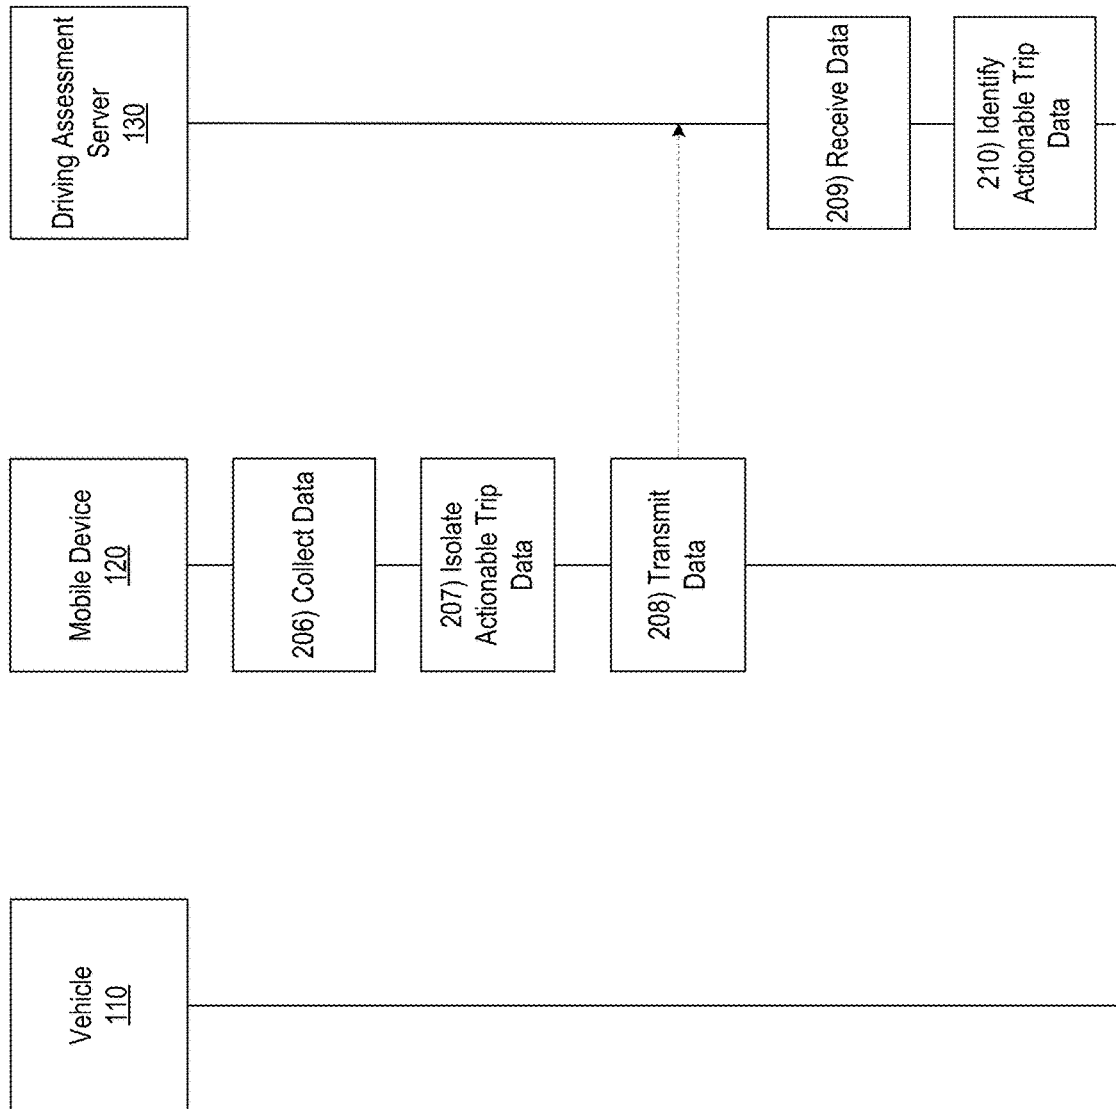 Vehicle
110
Mobile Device
120
Driving Assessment
Server
130
206) Collect Data
207) Isolate
Actionable Trip
Data
208) Transmit
Data
209) Receive Data
210) Identify
Actionable Trip
Data